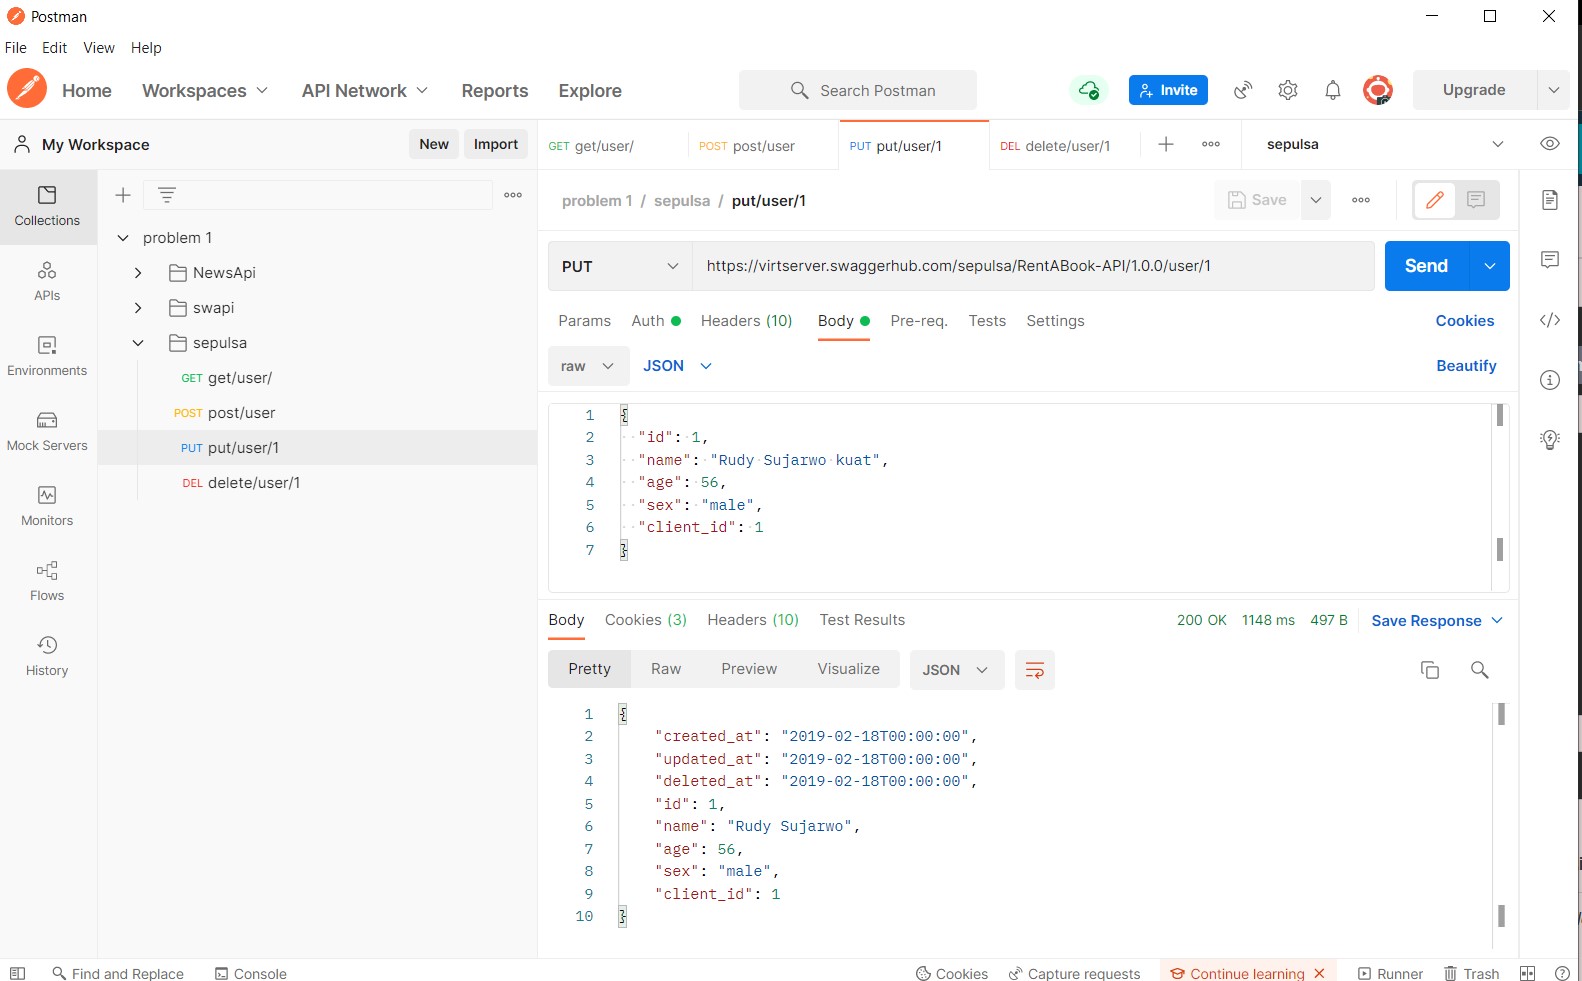 Postman
File Edit View Help
Home Workspaces API Network Reports Explore Search Postman Invite Upgrade
My Workspace New Import
GET get/user/ POST post/user PUT put/user/1 DEL delete/user/1 sepulsa
problem 1 / sepulsa / put/user/1 Save
Collections
APIs
Environments
Mock Servers
Monitors
Flows
History
problem 1
NewsApi
swapi
sepulsa
GET get/user/
POST post/user
PUT put/user/1
DEL delete/user/1
PUT https://virtserver.swaggerhub.com/sepulsa/RentABook-API/1.0.0/user/1 Send
Params Auth Headers (10) Body Pre-req. Tests Settings Cookies
raw JSON Beautify
1 {
2 "id": 1,
3 "name": "Rudy Sujarwo kuat",
4 "age": 56,
5 "sex": "male",
6 "client_id": 1
7 }
Body Cookies (3) Headers (10) Test Results 200 OK 1148 ms 497 B Save Response
Pretty Raw Preview Visualize JSON
1 {
2 "created_at": "2019-02-18T00:00:00",
3 "updated_at": "2019-02-18T00:00:00",
4 "deleted_at": "2019-02-18T00:00:00",
5 "id": 1,
6 "name": "Rudy Sujarwo",
7 "age": 56,
8 "sex": "male",
9 "client_id": 1
10 }
Find and Replace Console Cookies Capture requests Continue learning Runner Trash